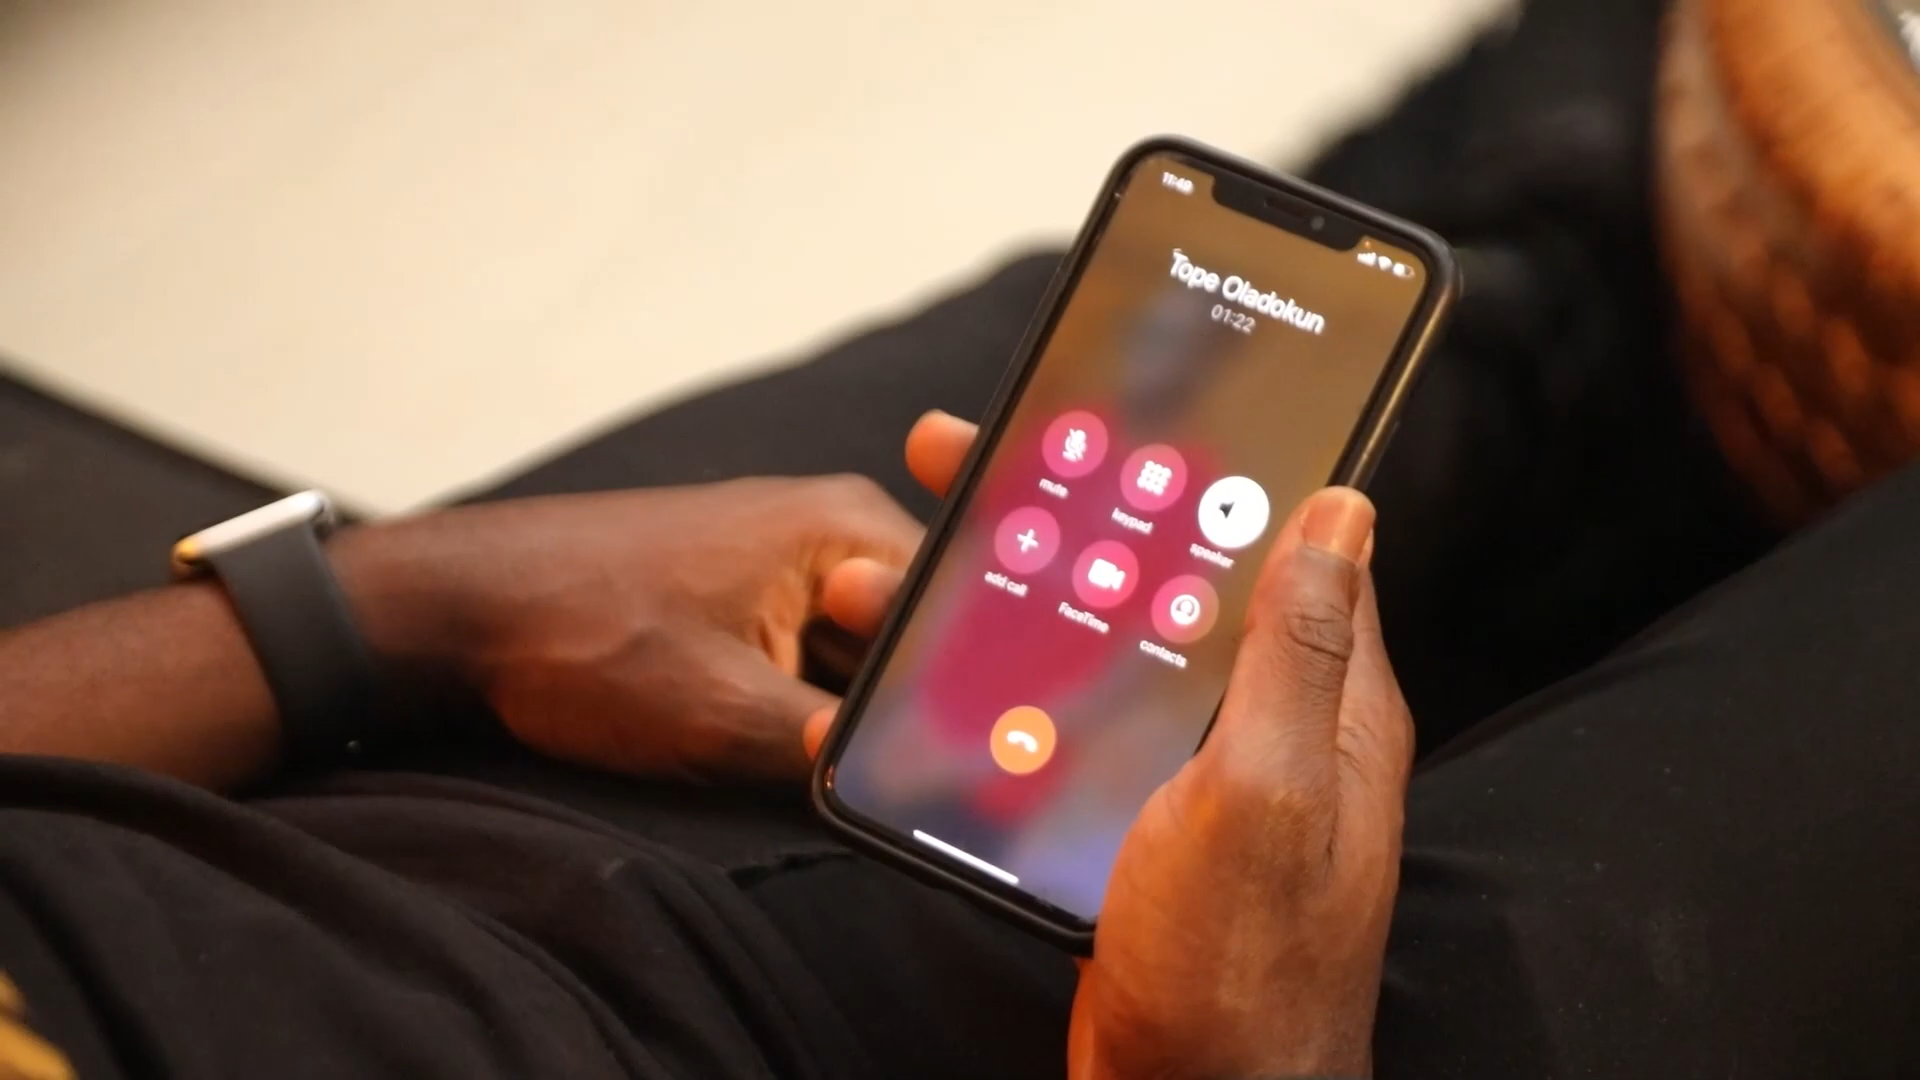 11:49
Tope Oladokun
01:22
mute
keypad
speaker
add call
FaceTime
contacts